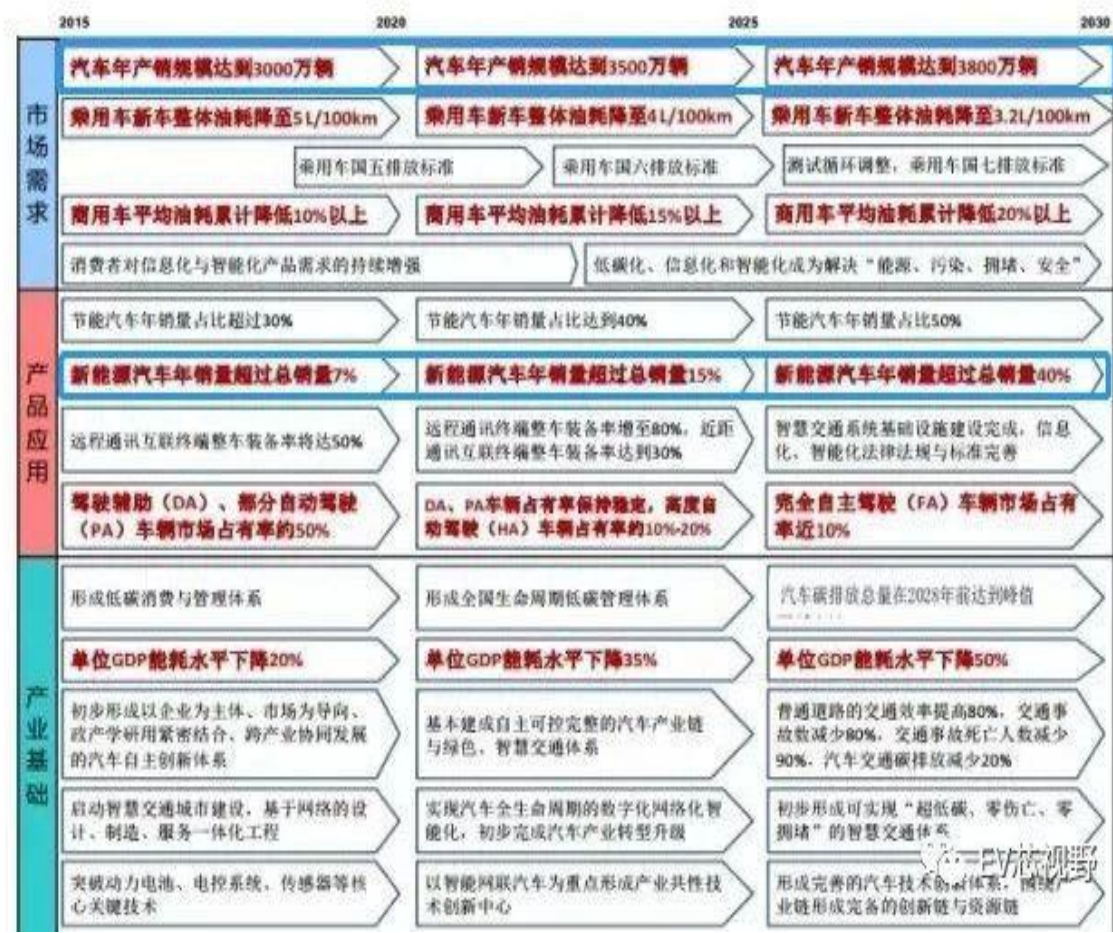 2015 2020 2025 2030
市场需求
汽车年产销规模达到3000万辆
汽车年产销规模达到3500万辆
汽车年产销规模达到3800万辆
乘用车新车整体油耗降至5L/100km
乘用车新车整体油耗降至4L/100km
乘用车新车整体油耗降至3.2L/100km
乘用车国五排放标准
乘用车国六排放标准
测试循环调整，乘用车国七排放标准
商用车平均油耗累计降低10%以上
商用车平均油耗累计降低15%以上
商用车平均油耗累计降低20%以上
消费者对信息化与智能化产品需求的持续增强
低碳化、信息化和智能化成为解决“能源、污染、拥堵、安全”
产品应用
节能汽车年销量占比超过30%
节能汽车年销量占比达到40%
节能汽车年销量占比50%
新能源汽车年销量超过总销量7%
新能源汽车年销量超过总销量15%
新能源汽车年销量超过总销量40%
远程通讯互联终端整车装备率将达50%
远程通讯终端整车装备率增至80%，近距
通讯互联终端整车装备率达到30%
智慧交通系统基础设施建设完成，信息
化、智能化法律法规与标准完善
驾驶辅助（DA）、部分自动驾驶
（PA）车辆市场占有率约50%
DA、PA车辆占有率保持稳定，高度自
动驾驶（HA）车辆占有率约10%-20%
完全自主驾驶（FA）车辆市场占有
率近10%
产业基础
形成低碳消费与管理体系
形成全国生命周期低碳管理体系
汽车碳排放总量在2028年前达到峰值
单位GDP能耗水平下降20%
单位GDP能耗水平下降35%
单位GDP能耗水平下降50%
初步形成以企业为主体、市场为导向、
政产学研用紧密结合、跨产业协同发展
的汽车自主创新体系
基本建成自主可控完整的汽车产业链
与绿色、智慧交通体系
普通道路的交通效率提高80%，交通事
故数减少80%，交通事故死亡人数减少
90%，汽车交通碳排放减少20%
启动智慧交通城市建设，基于网络的设
计、制造、服务一体化工程
实现汽车全生命周期的数字化网络化智
能化，初步完成汽车产业转型升级
初步形成可实现“超低碳、零伤亡、零
拥堵”的智慧交通体系
突破动力电池、电控系统、传感器等核
心关键技术
以智能网联汽车为重点形成产业共性技
术创新中心
形成完善的汽车技术创新体系，围绕产
业链形成完备的创新链与资源链
EV芯视野